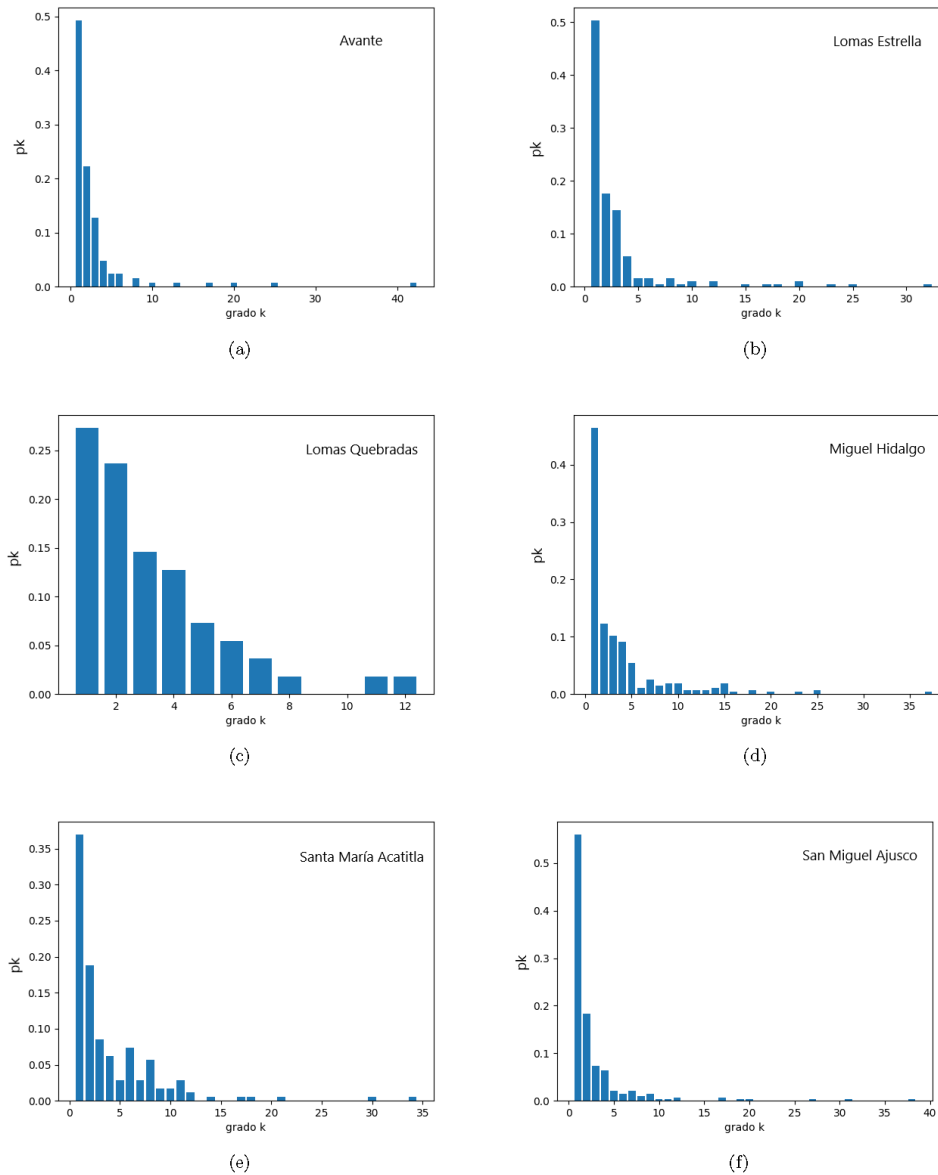 Avante
0.5
0.4
0.3
0.2
0.1
0.0
pk
0 10 20 30 40
grado k
(a)
Lomas Estrella
0.5
0.4
0.3
0.2
0.1
0.0
pk
0 5 10 15 20 25 30
grado k
(b)
Lomas Quebradas
0.25
0.20
0.15
0.10
0.05
0.00
pk
2 4 6 8 10 12
grado k
(c)
Miguel Hidalgo
0.4
0.3
0.2
0.1
0.0
pk
0 5 10 15 20 25 30 35
grado k
(d)
Santa María Acatitla
0.35
0.30
0.25
0.20
0.15
0.10
0.05
0.00
pk
0 5 10 15 20 25 30 35
grado k
(e)
San Miguel Ajusco
0.5
0.4
0.3
0.2
0.1
0.0
pk
0 5 10 15 20 25 30 35 40
grado k
(f)